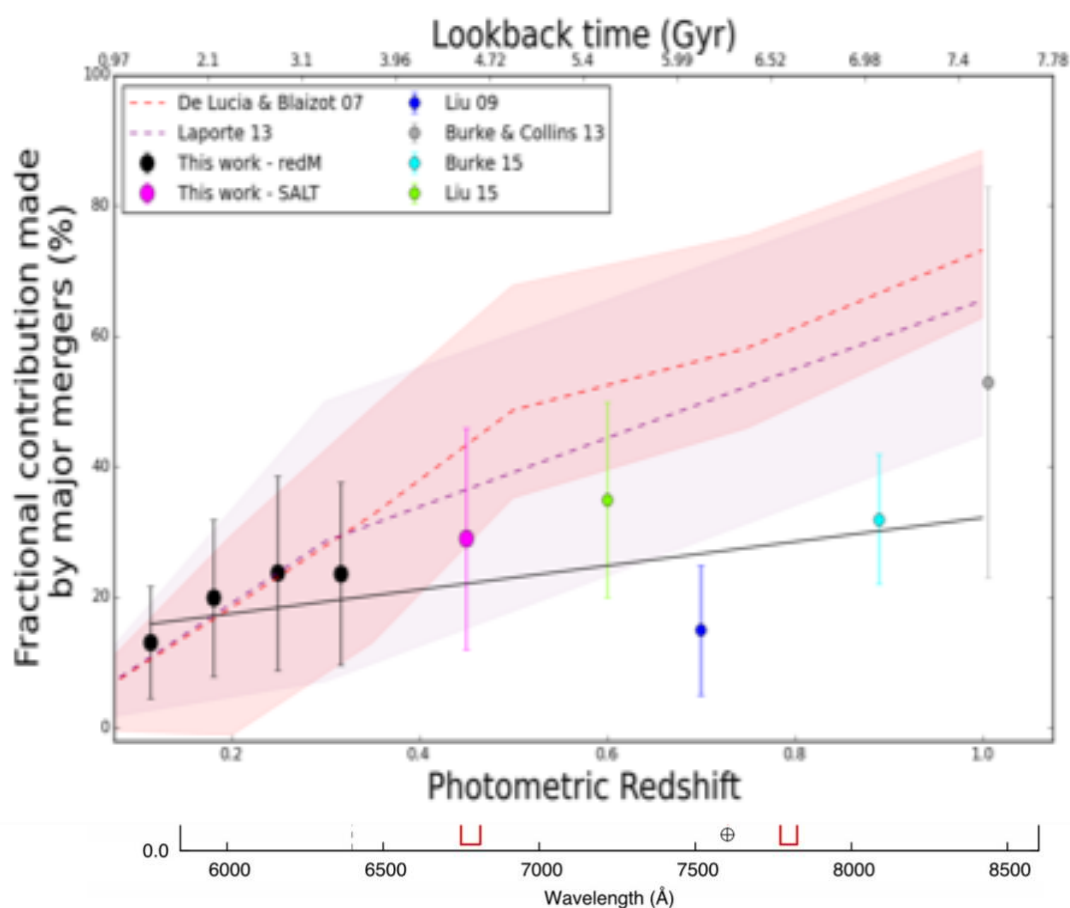 Lookback time (Gyr)
0.97 2.1 3.1 3.96 4.72 5.4 5.99 6.52 6.98 7.4 7.78
100
80
60
40
20
0
Fractional contribution made
by major mergers (%)
De Lucia & Blaizot 07
Laporte 13
This work - redM
This work - SALT
Liu 09
Burke & Collins 13
Burke 15
Liu 15
0.2 0.4 0.6 0.8 1.0
Photometric Redshift
0.0
6000 6500 7000 7500 8000 8500
Wavelength (Å)